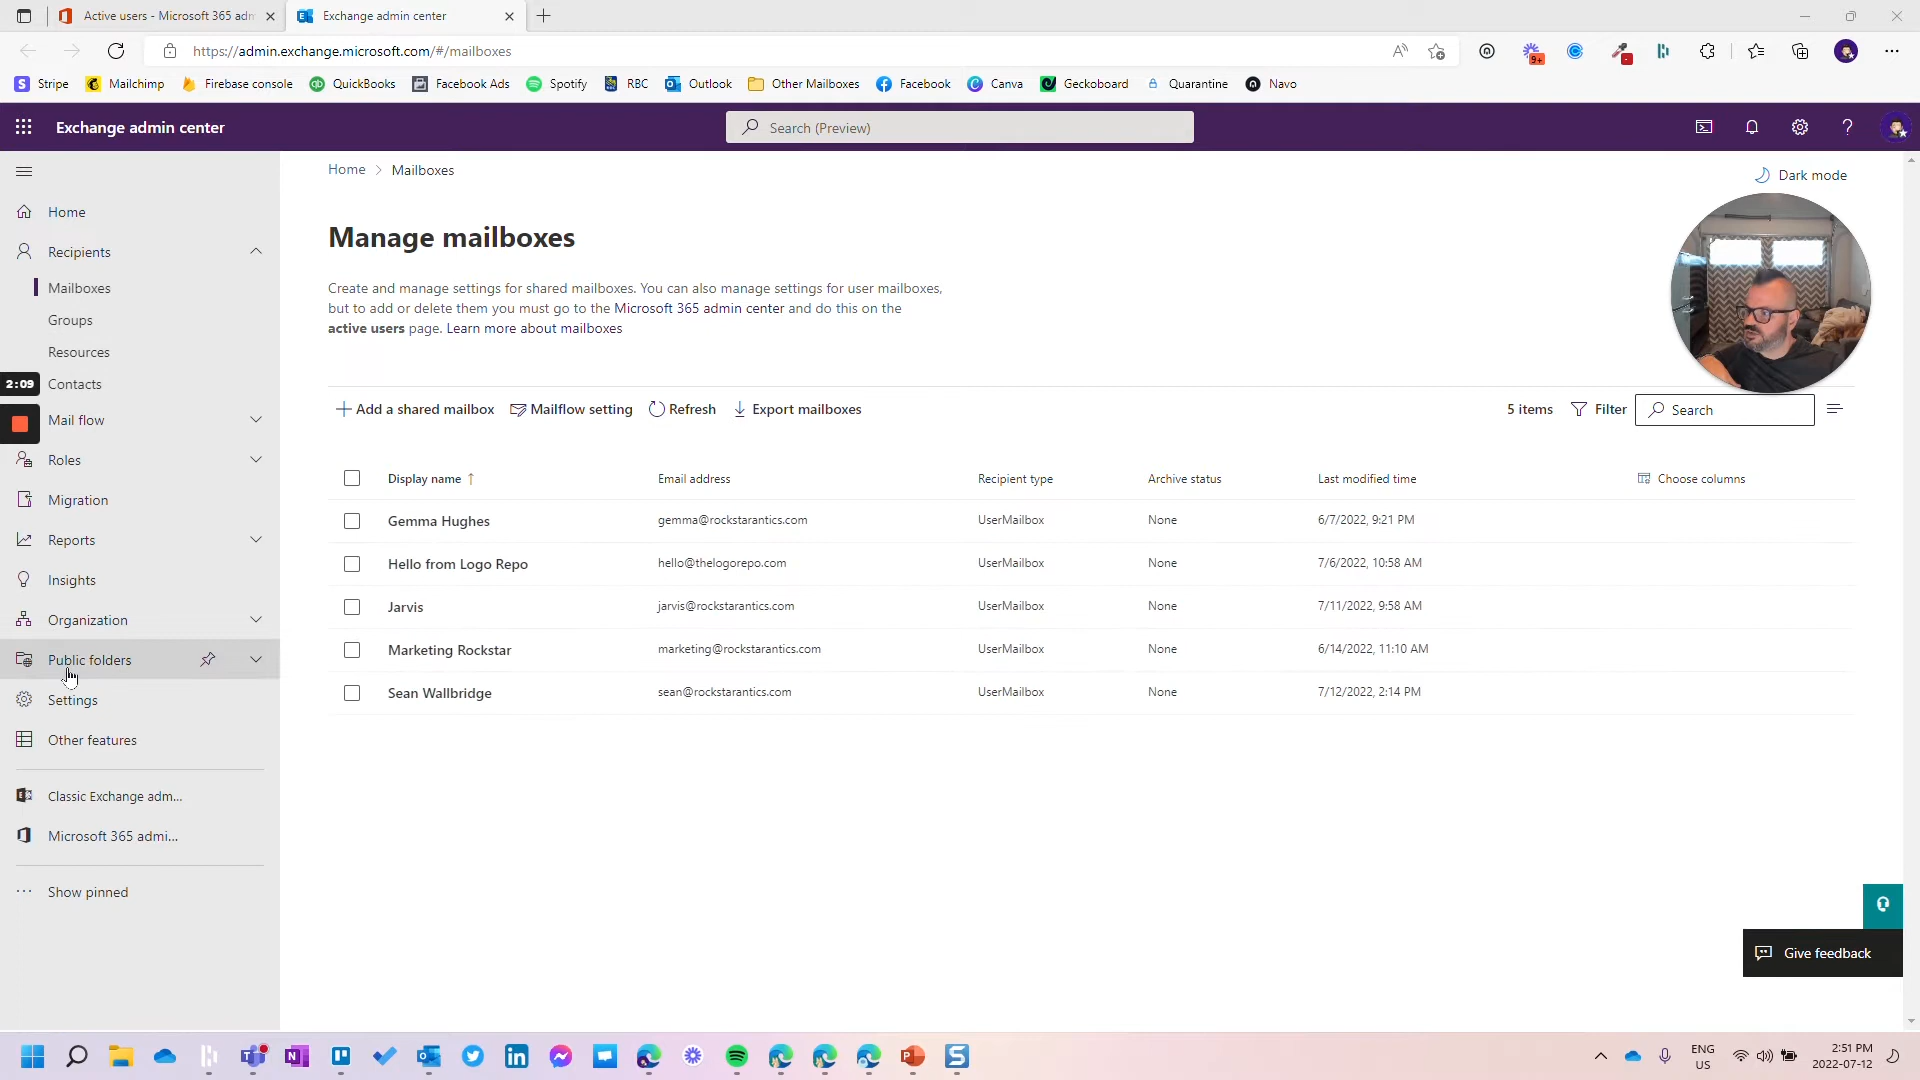 Active users - Microsoft 365 adm
Exchange admin center
https://admin.exchange.microsoft.com/#/mailboxes
9+
Stripe
Mailchimp
Firebase console
QuickBooks
Facebook Ads
Spotify
RBC
Outlook
Other Mailboxes
Facebook
Canva
Geckoboard
Quarantine
Navo
Exchange admin center
Search (Preview)
Home > Mailboxes
Dark mode
Home
Recipients
Mailboxes
Groups
Resources
Contacts
2:09
Mail flow
Roles
Migration
Reports
Insights
Organization
Public folders
Settings
Other features
Classic Exchange adm...
Microsoft 365 admi...
Show pinned
Manage mailboxes
Create and manage settings for shared mailboxes. You can also manage settings for user mailboxes,
but to add or delete them you must go to the Microsoft 365 admin center and do this on the
active users page. Learn more about mailboxes
Add a shared mailbox
Mailflow setting
Refresh
Export mailboxes
5 items
Filter
Search
Display name ↑ Email address Recipient type Archive status Last modified time Choose columns
Gemma Hughes gemma@rockstarantics.com UserMailbox None 6/7/2022, 9:21 PM
Hello from Logo Repo hello@thelogorepo.com UserMailbox None 7/6/2022, 10:58 AM
Jarvis jarvis@rockstarantics.com UserMailbox None 7/11/2022, 9:58 AM
Marketing Rockstar marketing@rockstarantics.com UserMailbox None 6/14/2022, 11:10 AM
Sean Wallbridge sean@rockstarantics.com UserMailbox None 7/12/2022, 2:14 PM
Give feedback
ENG
US
2:51 PM
2022-07-12